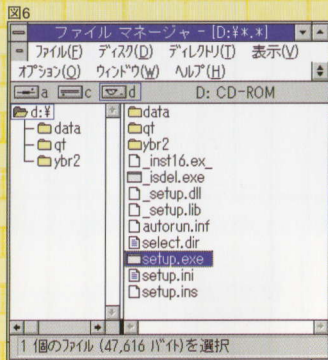 図6
ファイル マネージャ - [D:¥*.*]
ファイル(F) ディスク(D) ディレクトリ(T) 表示(V)
オプション(O) ウィンドウ(W) ヘルプ(H)
a c d D: CD-ROM
d:¥
data
qt
ybr2
data
qt
ybr2
_inst16.ex_
_isdel.exe
_setup.dll
_setup.lib
autorun.inf
select.dir
setup.exe
setup.ini
setup.ins
1 個のファイル (47,616 バイト)を選択